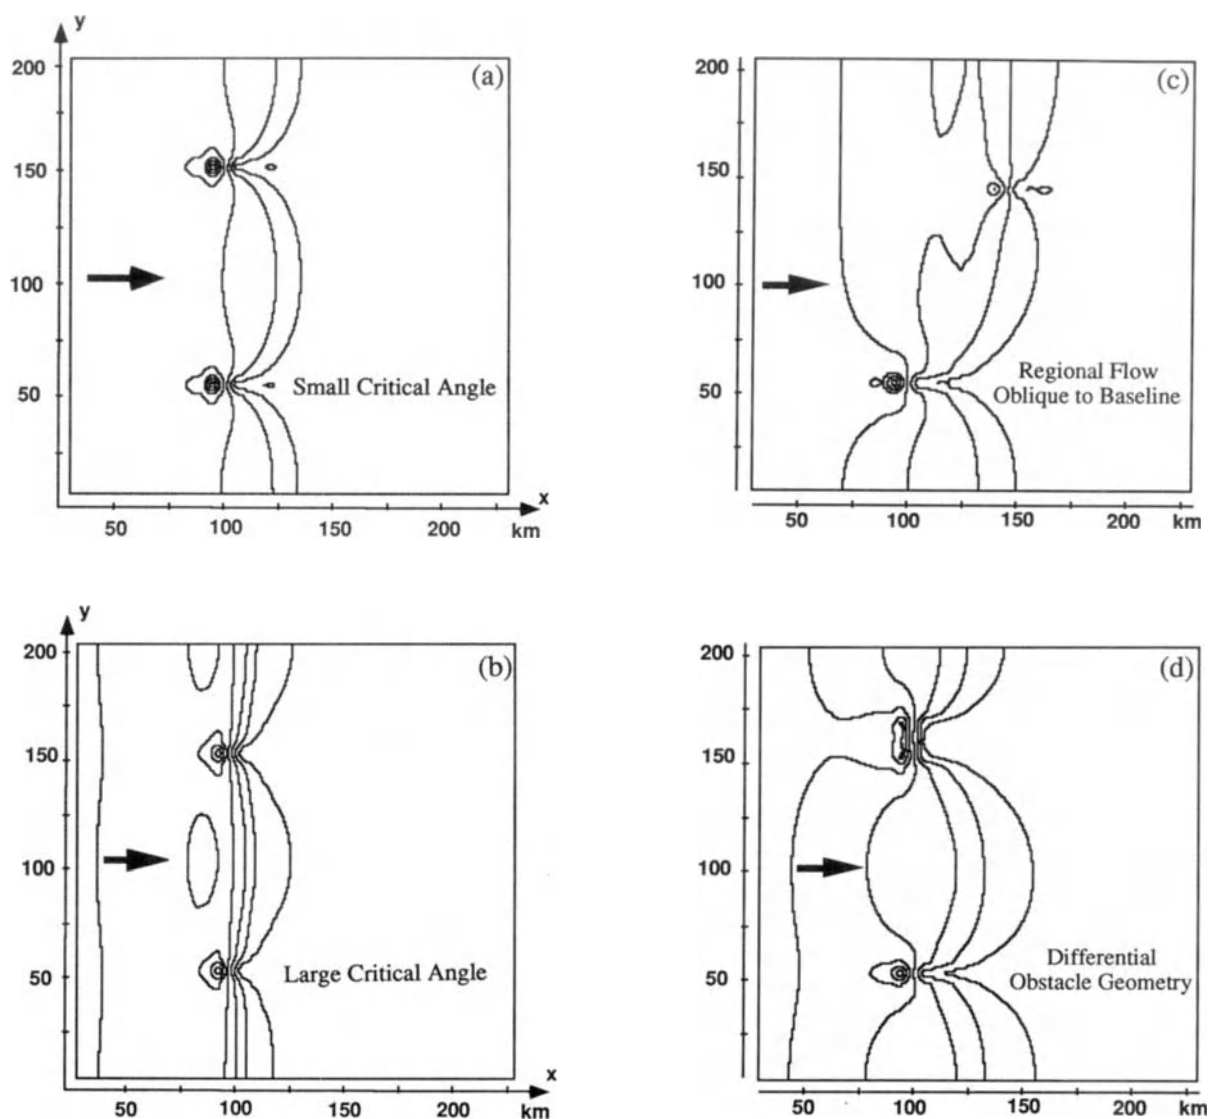 y
200
150
100
50
(a)
Small Critical Angle
x
50
100
150
200
km
200
150
100
50
(c)
Regional Flow
Oblique to Baseline
50
100
150
200
km
y
200
150
100
50
(b)
Large Critical Angle
x
50
100
150
200
km
200
150
100
50
(d)
Differential
Obstacle Geometry
50
100
150
200
km